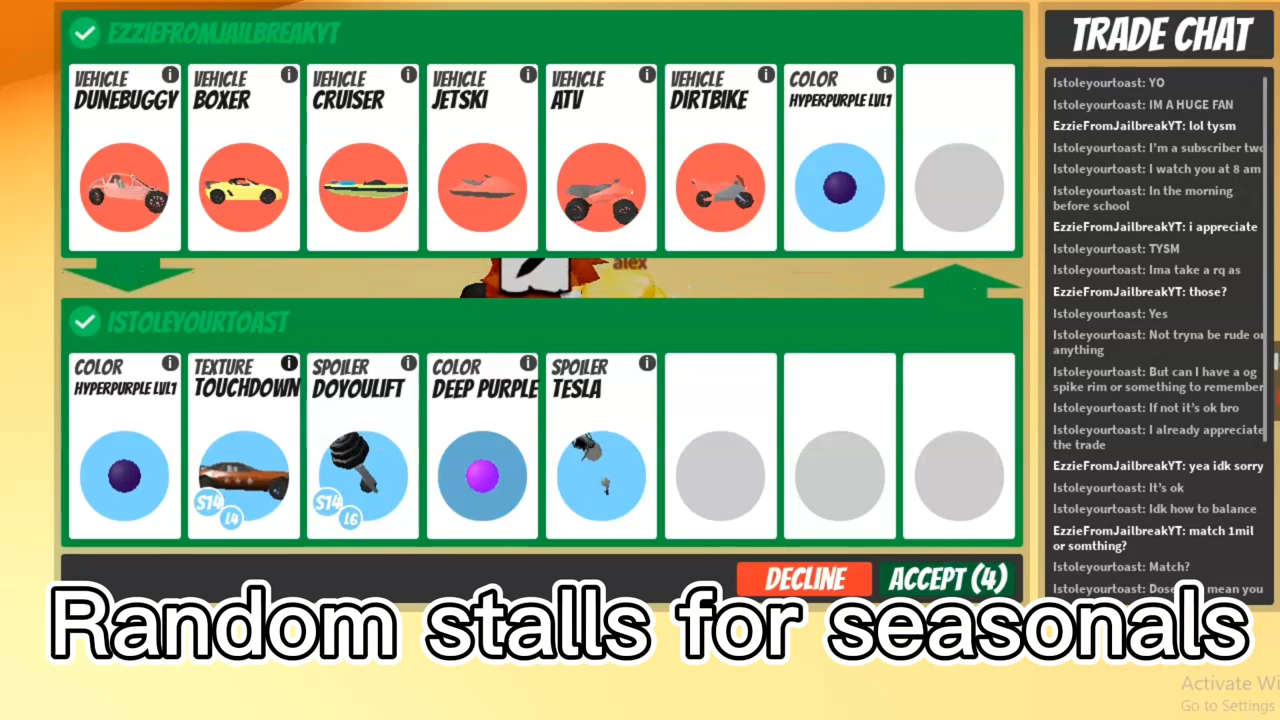 EZZIEFROMJAILBREAKYT
VEHICLE
DUNEBUGGY
VEHICLE
BOXER
VEHICLE
CRUISER
VEHICLE
JETSKI
VEHICLE
ATV
VEHICLE
DIRTBIKE
COLOR
HYPERPURPLE LVL1
alex
ISTOLEYOURTOAST
COLOR
HYPERPURPLE LVL1
TEXTURE
TOUCHDOWN
S14
L4
SPOILER
DOYOULIFT
S14
L6
COLOR
DEEP PURPLE
SPOILER
TESLA
DECLINE
ACCEPT (4)
TRADE CHAT
Istoleyourtoast: YO
Istoleyourtoast: IM A HUGE FAN
EzzieFromJailbreakYT: lol tysm
Istoleyourtoast: I'm a subscriber two
Istoleyourtoast: I watch you at 8 am
Istoleyourtoast: In the morning
before school
EzzieFromJailbreakYT: i appreciate
Istoleyourtoast: TYSM
Istoleyourtoast: Ima take a rq as
EzzieFromJailbreakYT: those?
Istoleyourtoast: Yes
Istoleyourtoast: Not tryna be rude or
anything
Istoleyourtoast: But can I have a og
spike rim or something to remember
Istoleyourtoast: If not it's ok bro
Istoleyourtoast: I already appreciate
the trade
EzzieFromJailbreakYT: yea idk sorry
Istoleyourtoast: It's ok
Istoleyourtoast: Idk how to balance
EzzieFromJailbreakYT: match 1mil
or somthing?
Istoleyourtoast: Match?
Istoleyourtoast: mean you
Random stalls for seasonals
Activate Wi
Go to Settings